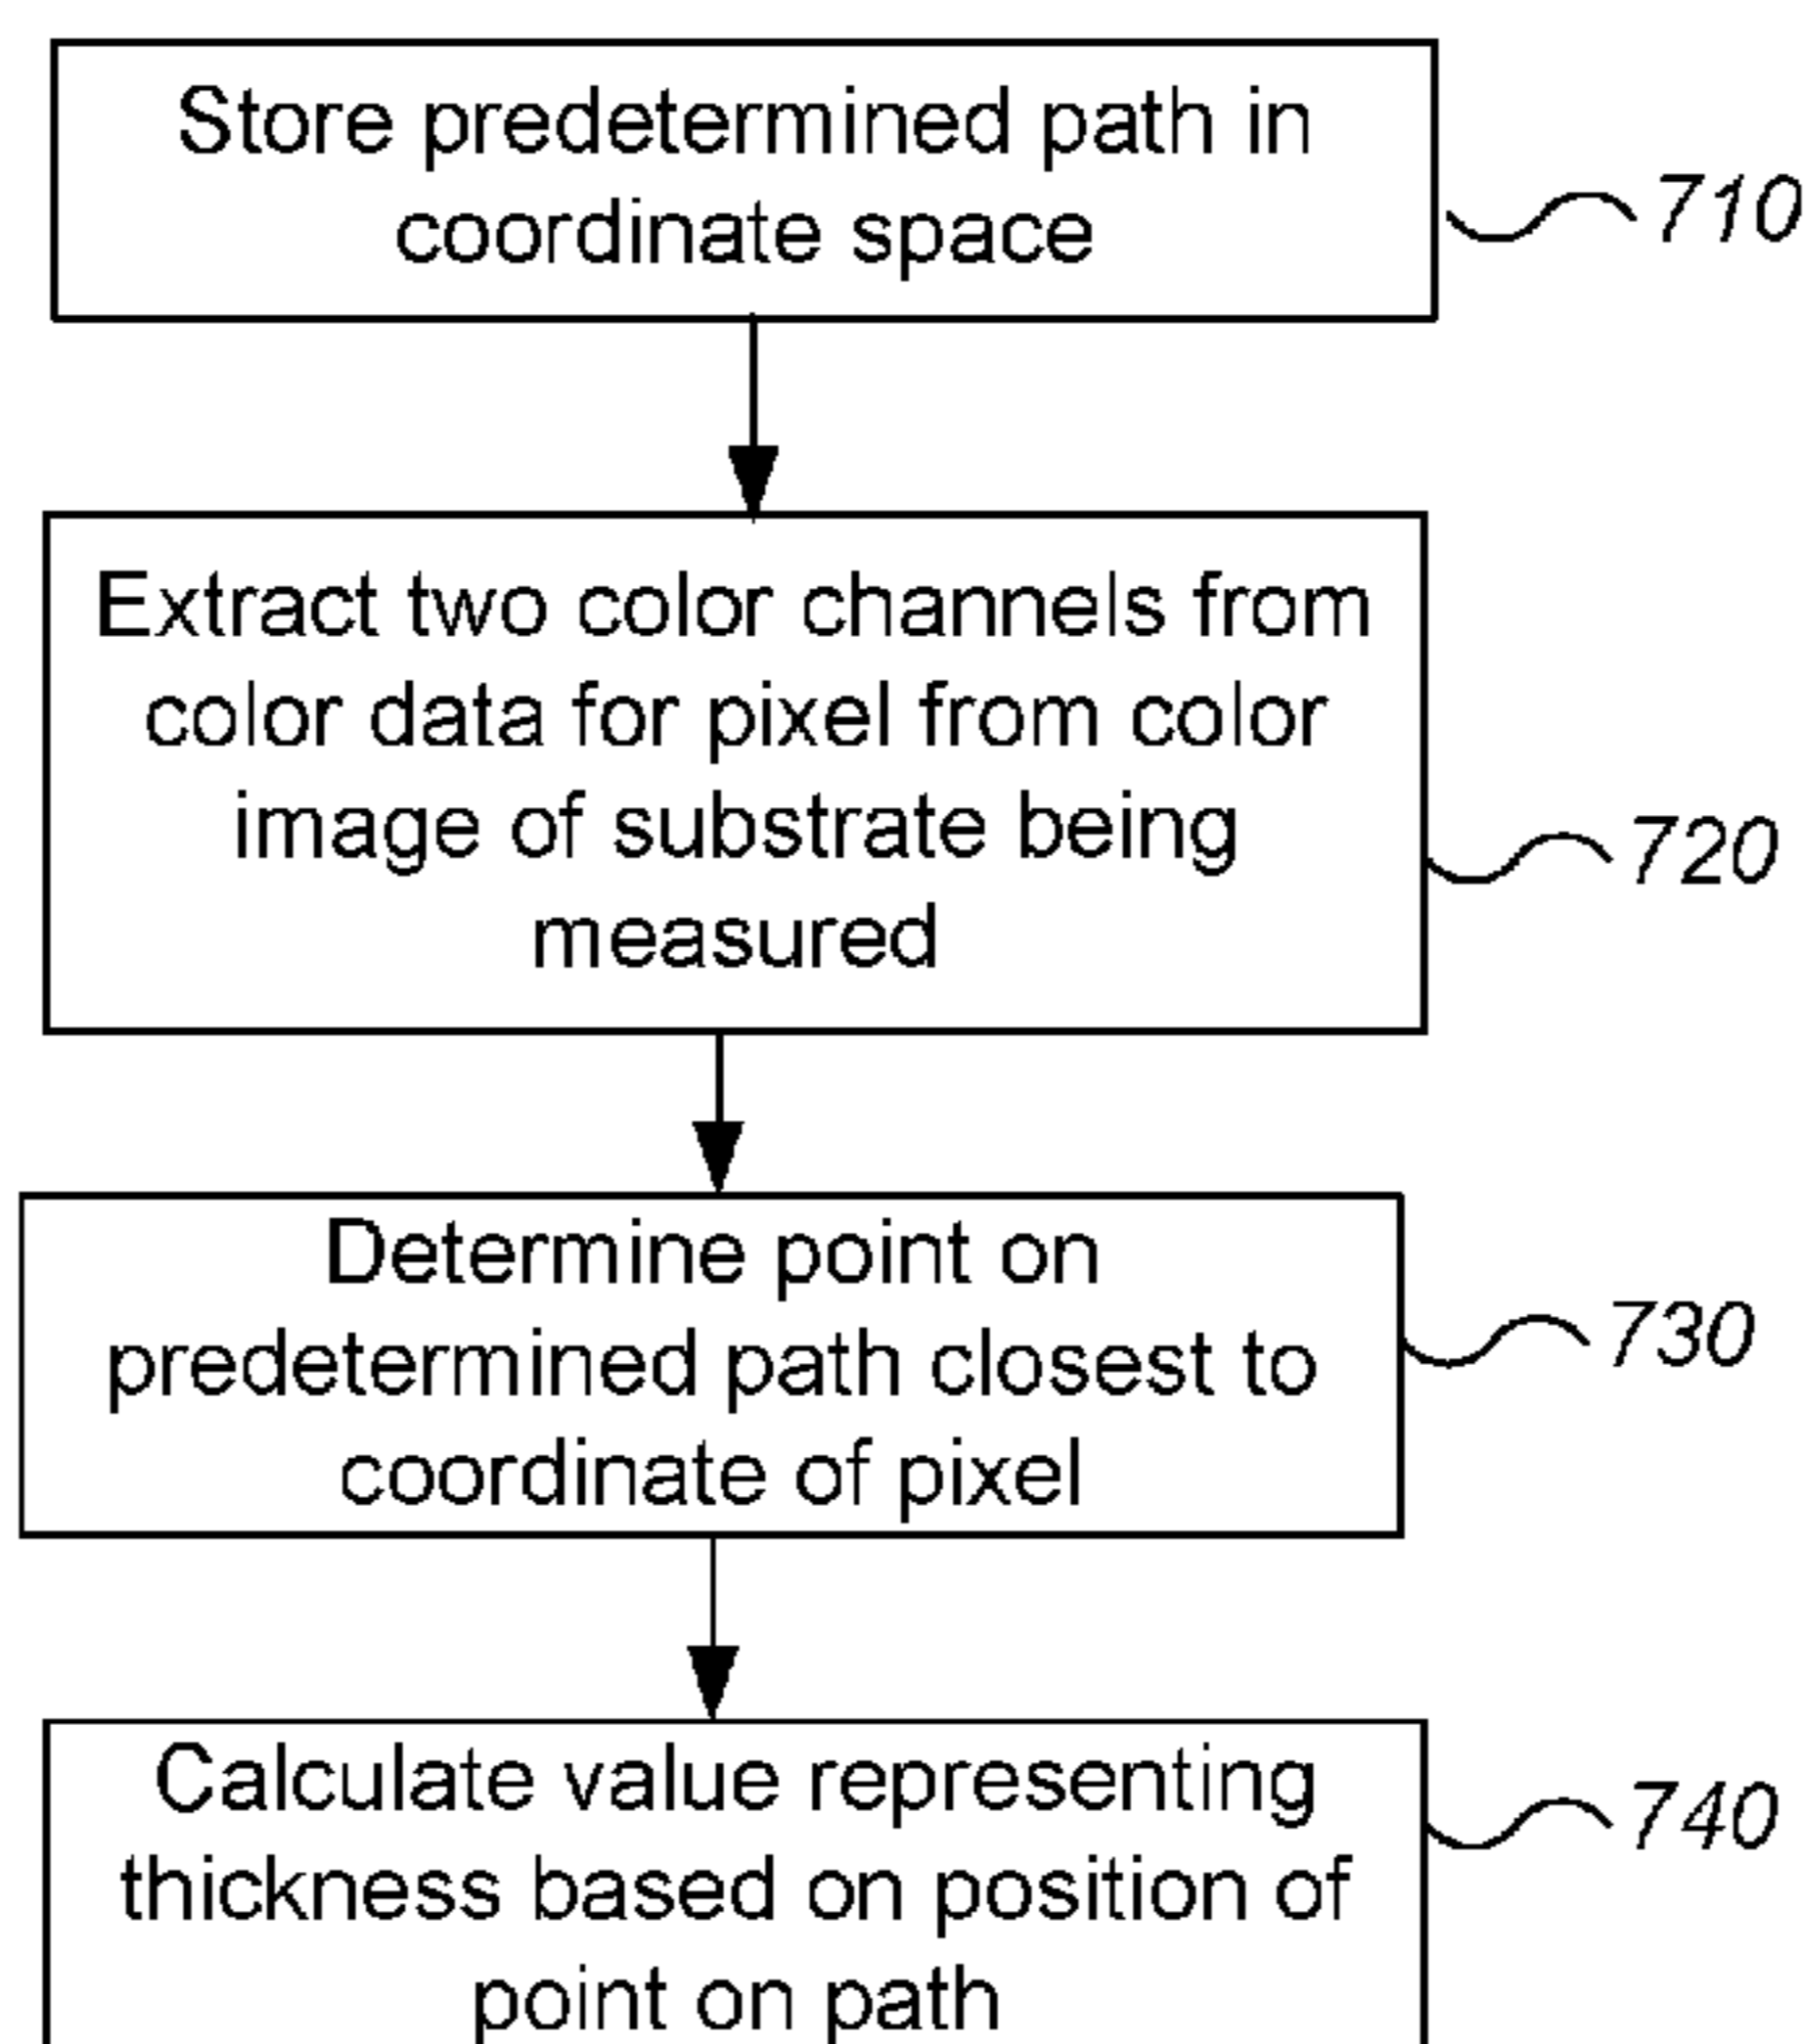 Store predetermined path in
coordinate space
710
Extract two color channels from
color data for pixel from color
image of substrate being
measured
720
Determine point on
predetermined path closest to
coordinate of pixel
730
Calculate value representing
thickness based on position of
point on path
740